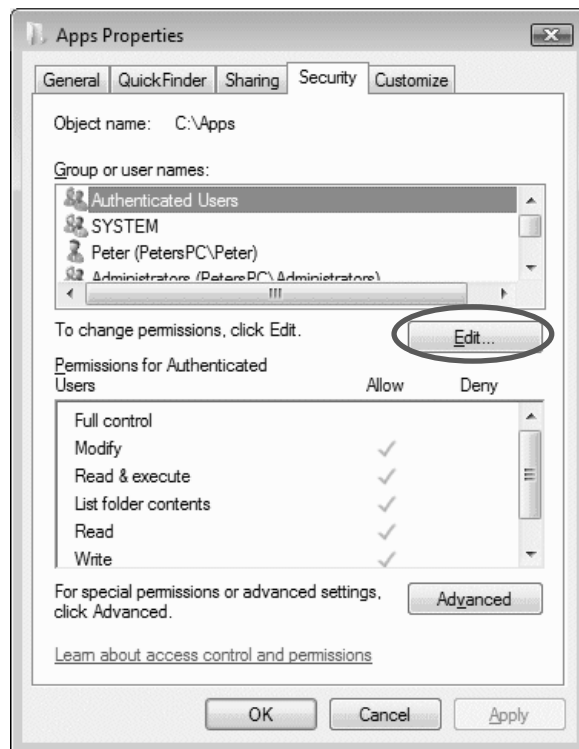 Apps Properties
General QuickFinder Sharing Security Customize
Object name: C:\Apps
Group or user names:
Authenticated Users
SYSTEM
Peter (PetersPC\Peter)
Administrators (PetersPC\Administrators)
To change permissions, click Edit.
Edit...
Permissions for Authenticated
Users Allow Deny
Full control
Modify
Read & execute
List folder contents
Read
Write
For special permissions or advanced settings,
click Advanced.
Advanced
Learn about access control and permissions
OK Cancel Apply